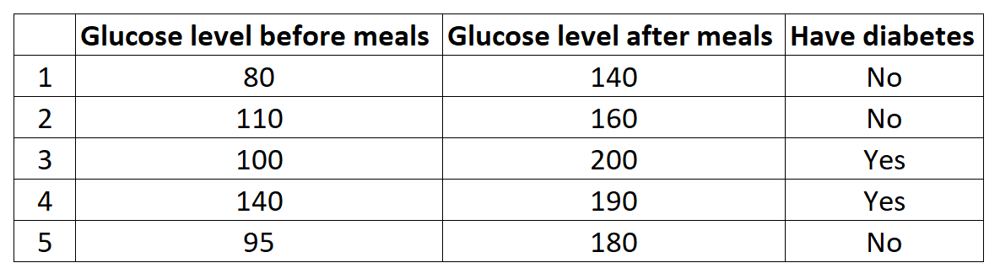 Glucose level before meals Glucose level after meals Have diabetes
1 80 140 No
2 110 160 No
3 100 200 Yes
4 140 190 Yes
5 95 180 No